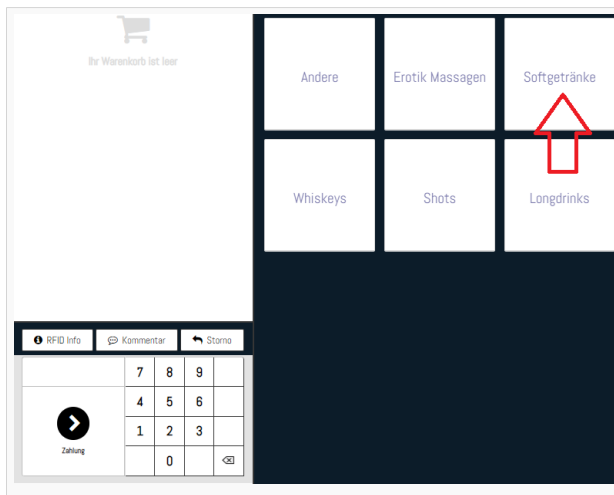 Ihr Warenkorb ist leer
Andere
Erotik Massagen
Softgetränke
Whiskeys
Shots
Longdrinks
RFID Info
Kommentar
Storno
7 8 9
4 5 6
1 2 3
Zahlung
0